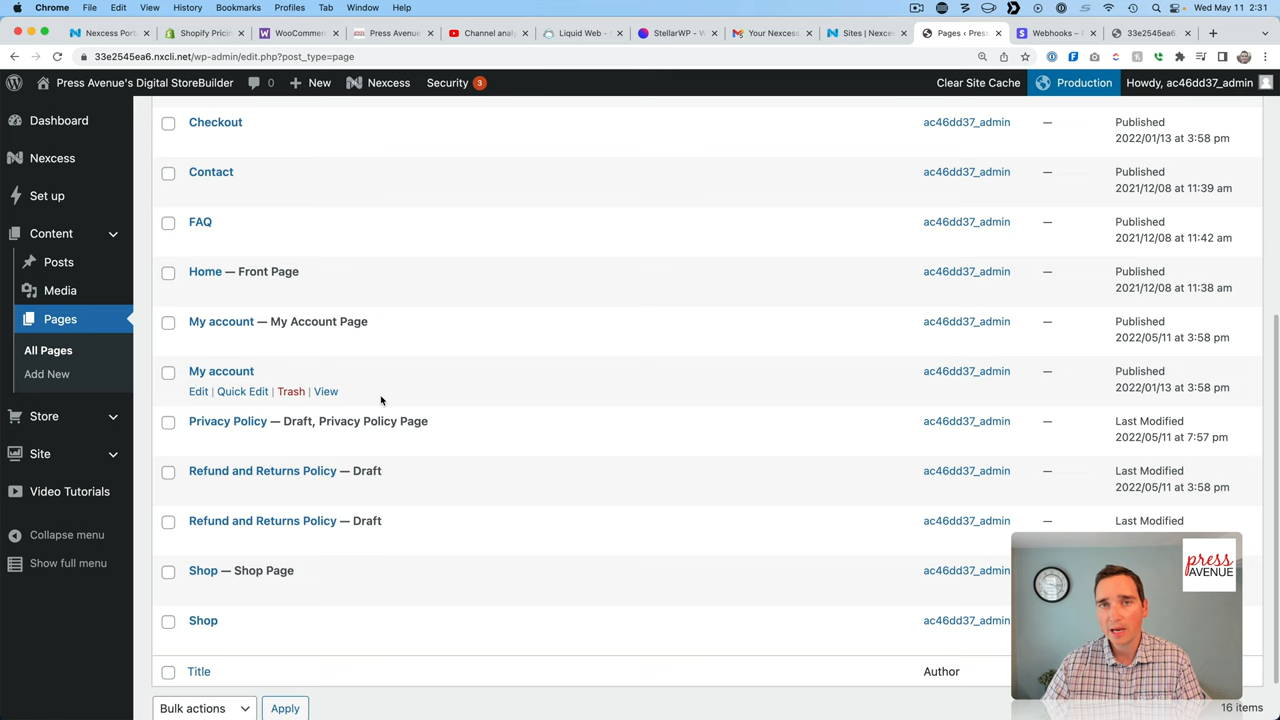 Chrome File Edit View History Bookmarks Profiles Tab Window Help Wed May 11 2:31
Nexcess Port Shopify Pricin WooCommerc Press Avenue Channel analy Liquid Web - StellarWP - Your Nexces Sites | Nexces Pages ‹ Press Webhooks – 33e2545ea6
33e2545ea6.nxcli.net/wp-admin/edit.php?post_type=page
Press Avenue's Digital StoreBuilder 0 + New Nexcess Security 3 Clear Site Cache Production Howdy, ac46dd37_admin
Dashboard
Nexcess
Set up
Content
Posts
Media
Pages
All Pages
Add New
Store
Site
Video Tutorials
Collapse menu
Show full menu
Checkout ac46dd37_admin — Published
2022/01/13 at 3:58 pm
Contact ac46dd37_admin — Published
2021/12/08 at 11:39 am
FAQ ac46dd37_admin — Published
2021/12/08 at 11:42 am
Home — Front Page ac46dd37_admin — Published
2021/12/08 at 11:38 am
My account — My Account Page ac46dd37_admin — Published
2022/05/11 at 3:58 pm
My account ac46dd37_admin — Published
Edit | Quick Edit | Trash | View 2022/01/13 at 3:58 pm
Privacy Policy — Draft, Privacy Policy Page ac46dd37_admin — Last Modified
2022/05/11 at 7:57 pm
Refund and Returns Policy — Draft ac46dd37_admin — Last Modified
2022/05/11 at 3:58 pm
Refund and Returns Policy — Draft ac46dd37_admin — Last Modified
Shop — Shop Page ac46dd37_admin
Shop ac46dd37_admin
Title Author
Bulk actions Apply 16 items
press
AVENUE